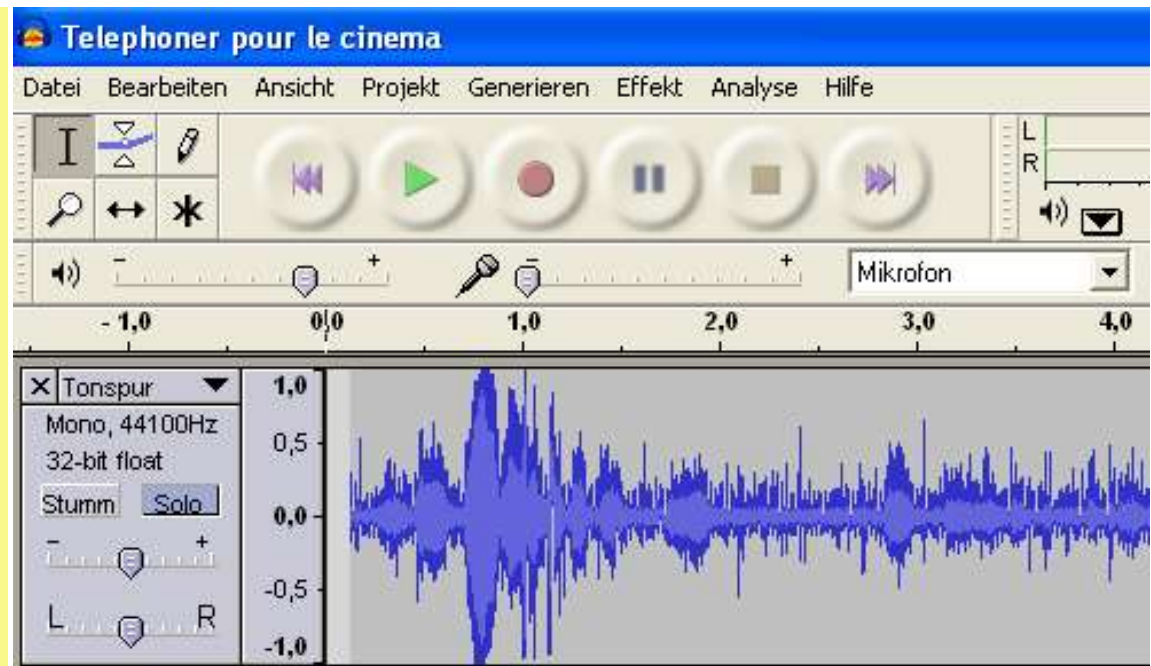 Telephoner pour le cinema
Datei Bearbeiten Ansicht Projekt Generieren Effekt Analyse Hilfe
L
R
- + - + Mikrofon
- 1,0 0,0 1,0 2,0 3,0 4,0
X Tonspur
Mono, 44100Hz
32-bit float
Stumm Solo
- +
L R
1,0
0,5
0,0
-0,5
-1,0